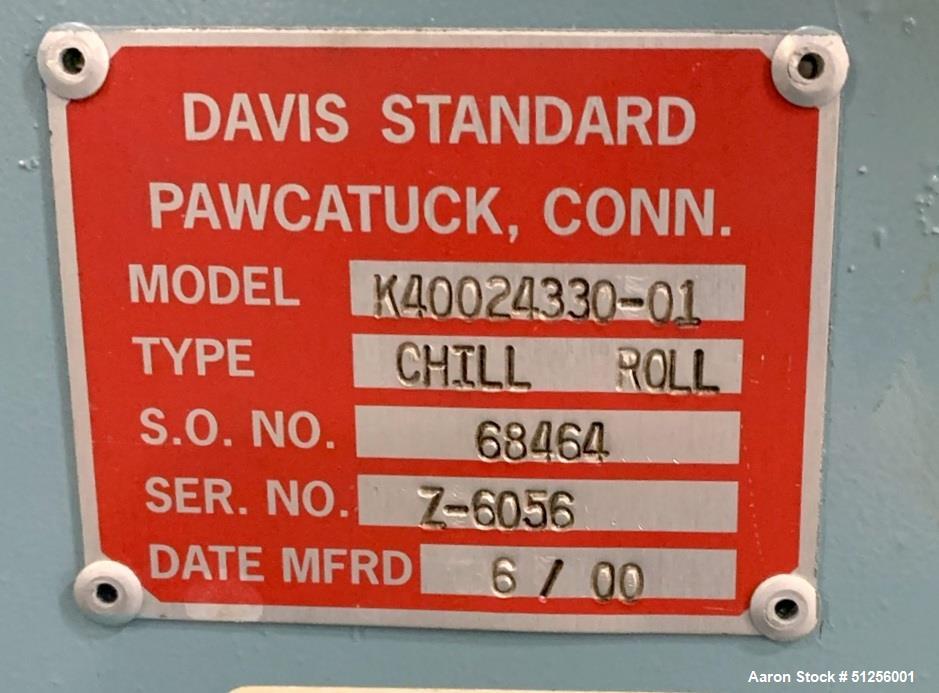 DAVIS STANDARD
PAWCATUCK, CONN.
MODEL K40024330-01
TYPE CHILL ROLL
S.O. NO. 68464
SER. NO. Z-6056
DATE MFRD 6 / 00
Aaron Stock # 51256001